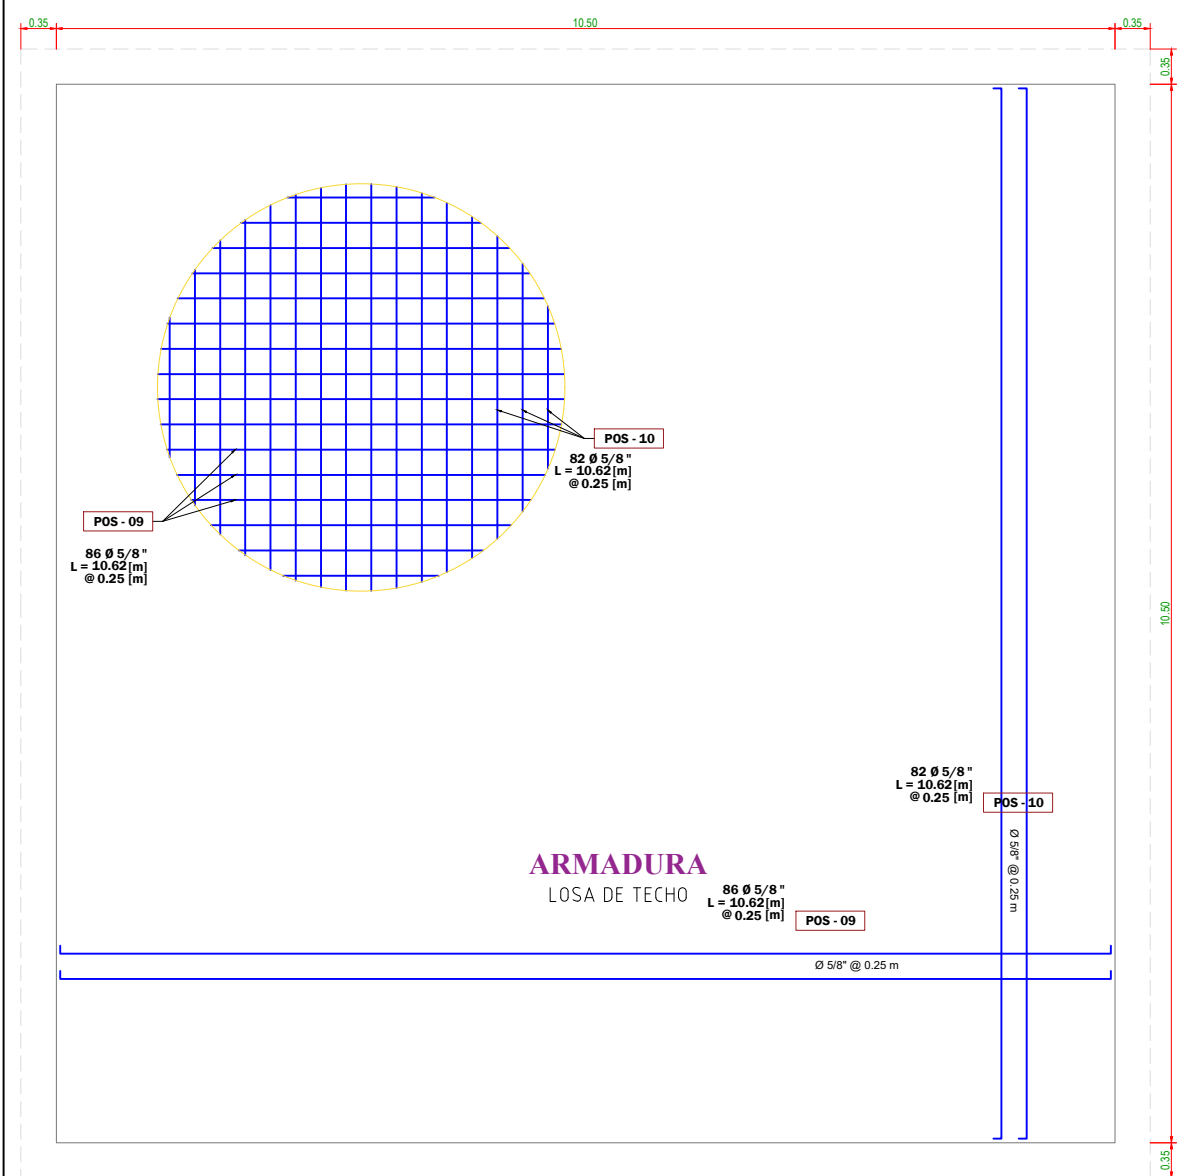 0.35
10.50
0.35
0.35
POS - 10
82 Ø 5/8"
L = 10.62[m]
@ 0.25 [m]
POS - 09
86 Ø 5/8"
L = 10.62[m]
@ 0.25 [m]
10.50
82 Ø 5/8"
L = 10.62[m]
@ 0.25 [m]
POS - 10
Ø 5/8" @ 0.25 m
ARMADURA
LOSA DE TECHO
86 Ø 5/8"
L = 10.62[m]
@ 0.25 [m]
POS - 09
Ø 5/8" @ 0.25 m
0.35